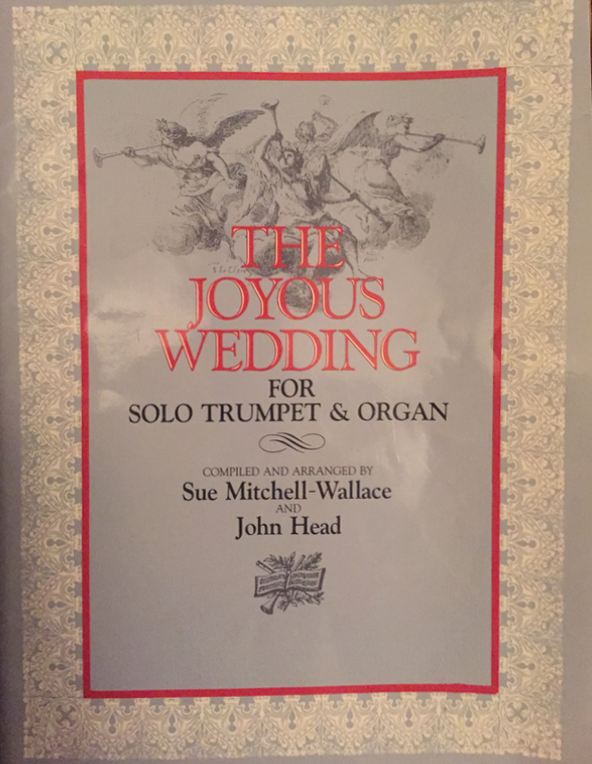 THE
JOYOUS
WEDDING
FOR
SOLO TRUMPET & ORGAN
COMPILED AND ARRANGED BY
Sue Mitchell-Wallace
AND
John Head